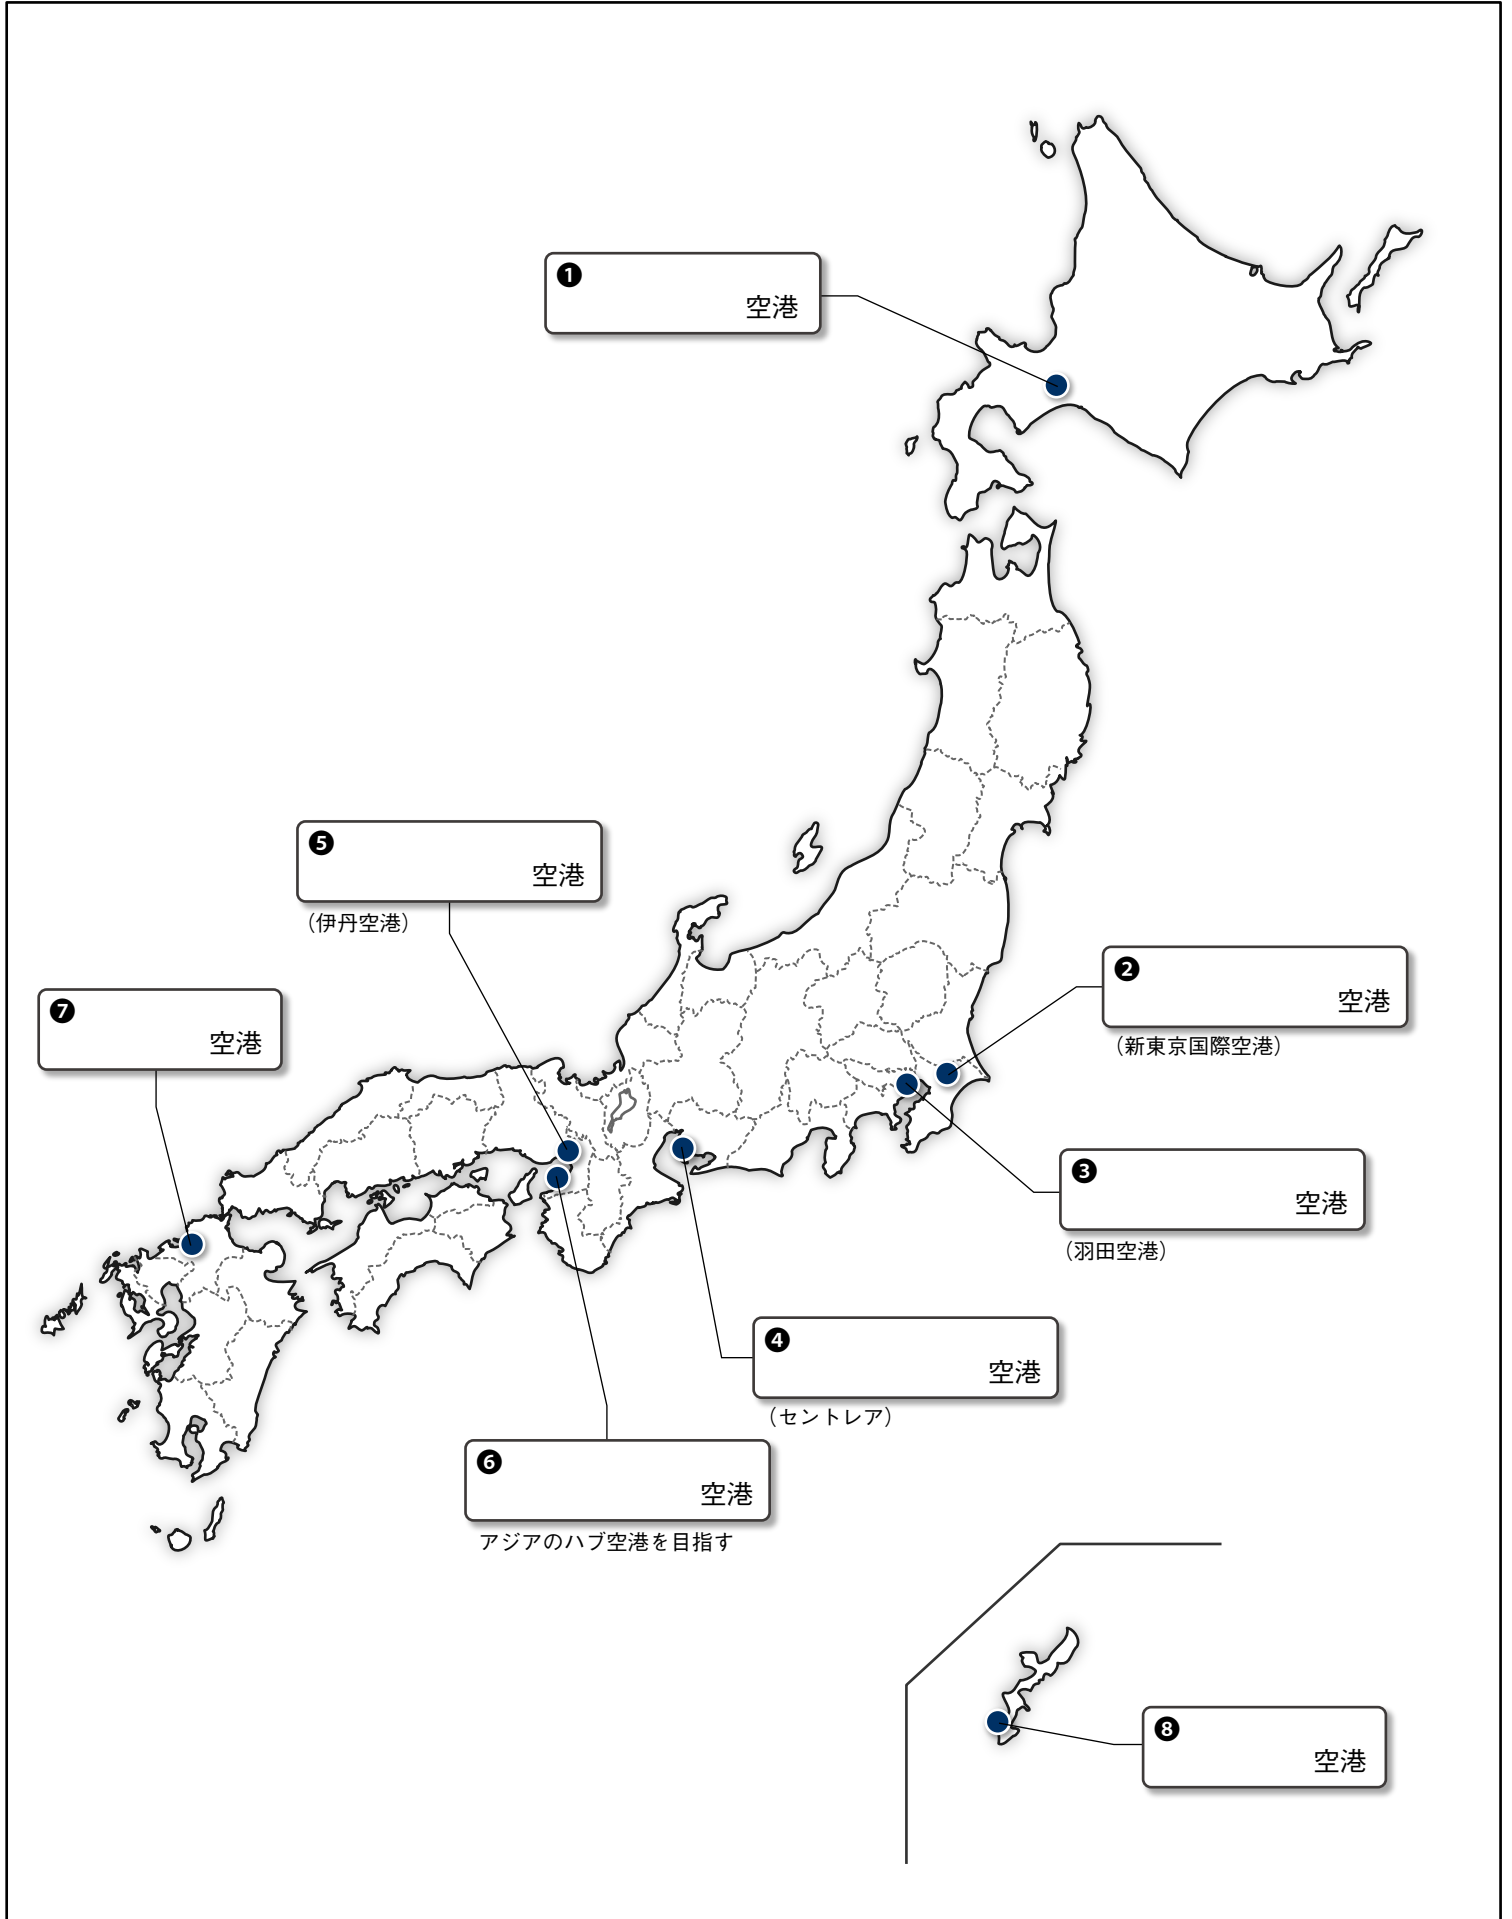 ❶
空港
❺
空港
（伊丹空港）
❷
空港
（新東京国際空港）
❼
空港
❸
空港
（羽田空港）
❹
空港
（セントレア）
❻
空港
アジアのハブ空港を目指す
❽
空港